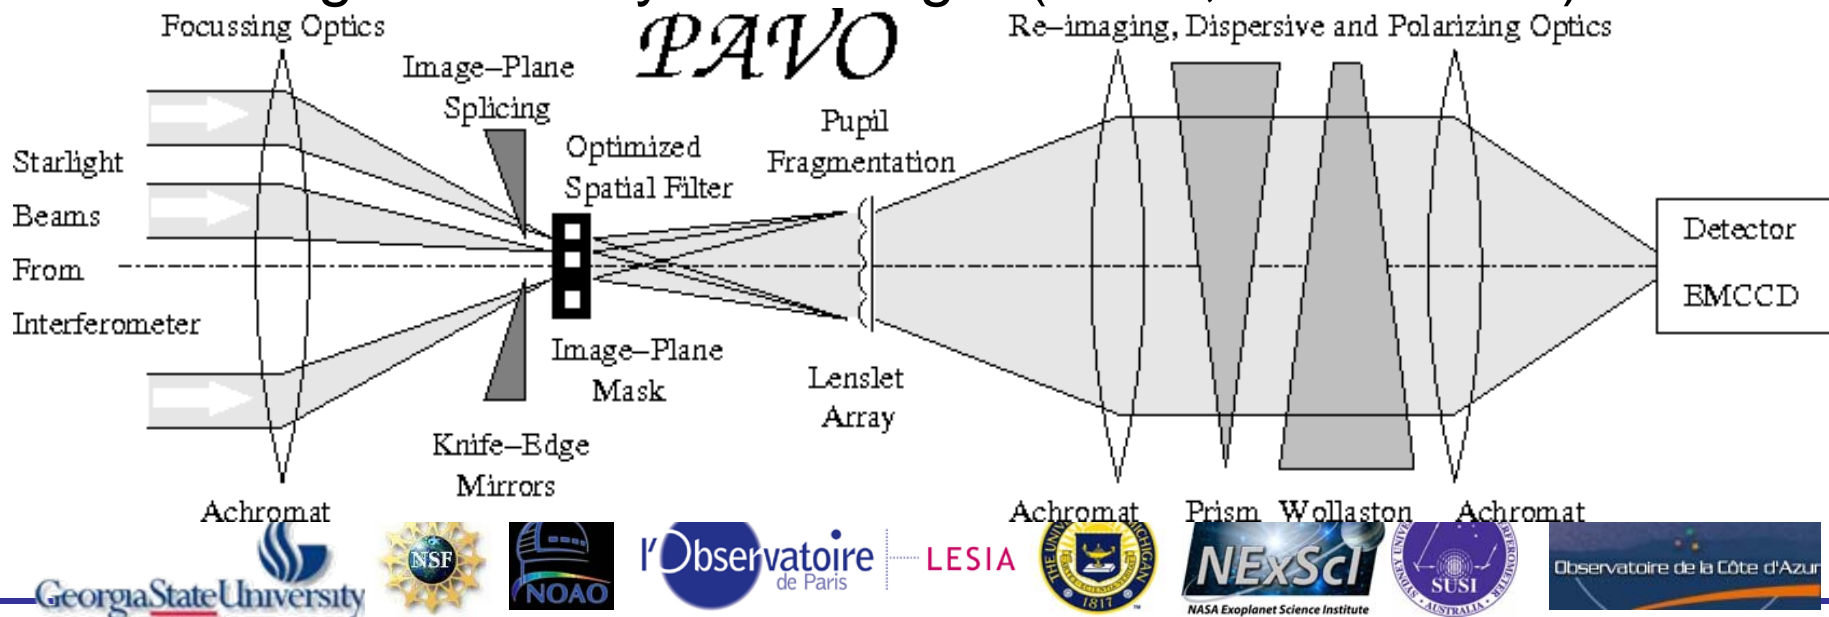 PAVO
Focussing Optics
Re-imaging, Dispersive and Polarizing Optics
Image-Plane
Splicing
Optimized
Spatial Filter
Pupil
Fragmentation
Starlight
Beams
From
Interferometer
Detector
EMCCD
Image-Plane
Mask
Lenslet
Array
Knife-Edge
Mirrors
Achromat
Achromat
Prism
Wollaston
Achromat
GeorgiaStateUniversity
NSF
NOAO
l'Observatoire
de Paris
LESIA
1817
NExScI
NASA Exoplanet Science Institute
SUSI
AUSTRALIA
Observatoire de la Côte d'Azur